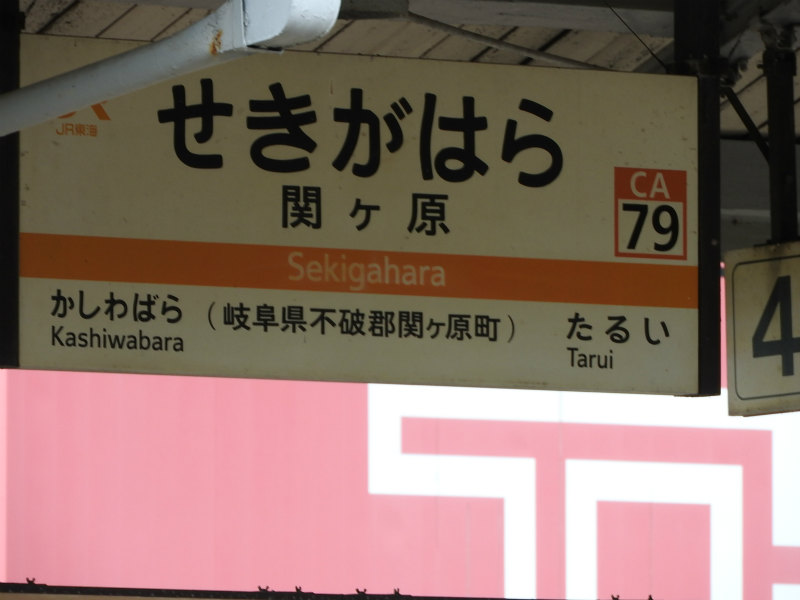 JR東海
せきがはら
関ヶ原
CA
79
Sekigahara
かしわばら
Kashiwabara
（岐阜県不破郡関ヶ原町）
たるい
Tarui
4